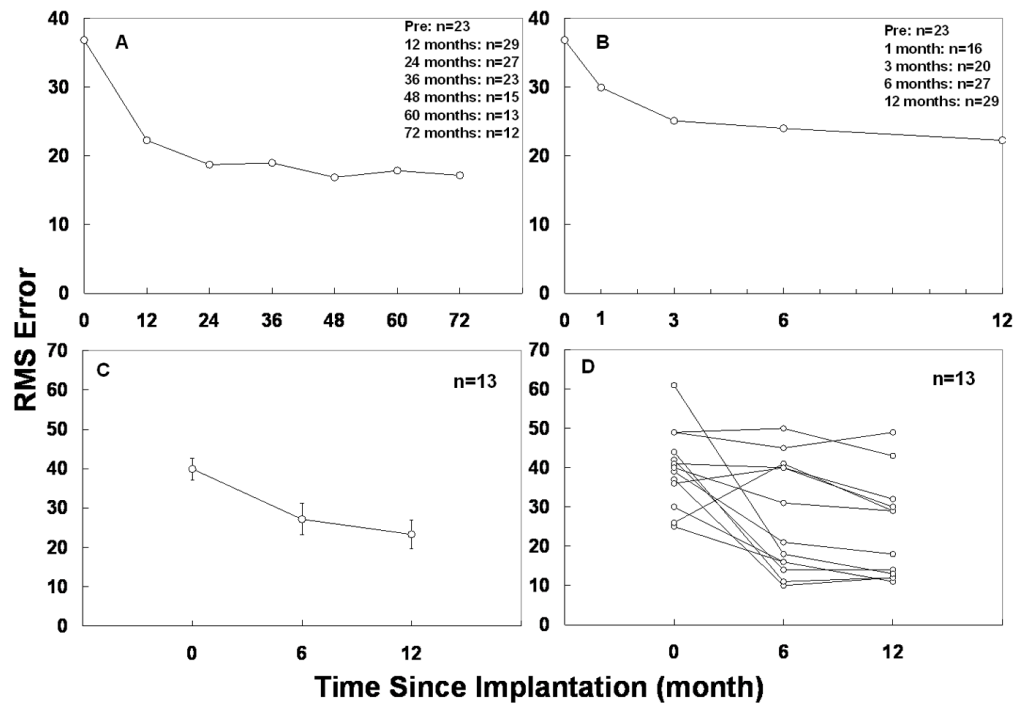 A
Pre: n=23
12 months: n=29
24 months: n=27
36 months: n=23
48 months: n=15
60 months: n=13
72 months: n=12
40
30
20
10
0
0 12 24 36 48 60 72
B
Pre: n=23
1 month: n=16
3 months: n=20
6 months: n=27
12 months: n=29
40
30
20
10
0
0 1 3 6 12
RMS Error
C
n=13
70
60
50
40
30
20
10
0
0 6 12
D
n=13
70
60
50
40
30
20
10
0
0 6 12
Time Since Implantation (month)